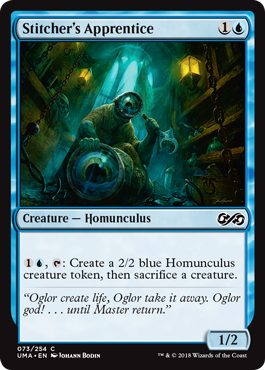 Stitcher's Apprentice 1
Creature — Homunculus
1 , : Create a 2/2 blue Homunculus
creature token, then sacrifice a creature.
"Oglor create life, Oglor take it away. Oglor
god! . . . until Master return."
1/2
073/254 C
UMA • EN Johann Bodin
™ & © 2018 Wizards of the Coast